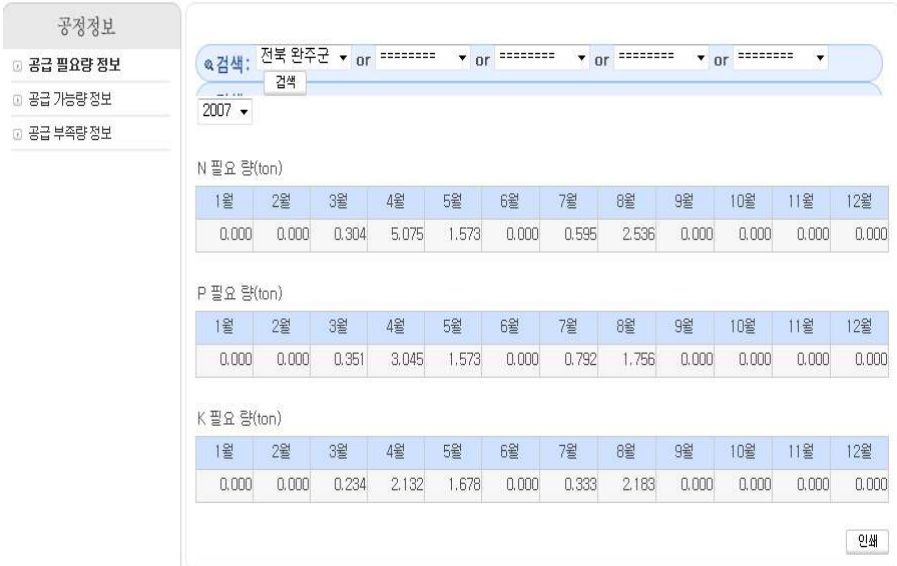 공정정보
공급 필요량 정보
공급 가능량 정보
공급 부족량 정보
검색: 전북 완주군 or ======== or ======== or ======== or ========
검색
2007
N 필요 량(ton)
1월 2월 3월 4월 5월 6월 7월 8월 9월 10월 11월 12월
0.000 0.000 0.304 5.075 1.573 0.000 0.595 2.536 0.000 0.000 0.000 0.000
P 필요 량(ton)
1월 2월 3월 4월 5월 6월 7월 8월 9월 10월 11월 12월
0.000 0.000 0.351 3.045 1.573 0.000 0.792 1.756 0.000 0.000 0.000 0.000
K 필요 량(ton)
1월 2월 3월 4월 5월 6월 7월 8월 9월 10월 11월 12월
0.000 0.000 0.234 2.132 1.678 0.000 0.333 2.183 0.000 0.000 0.000 0.000
인쇄